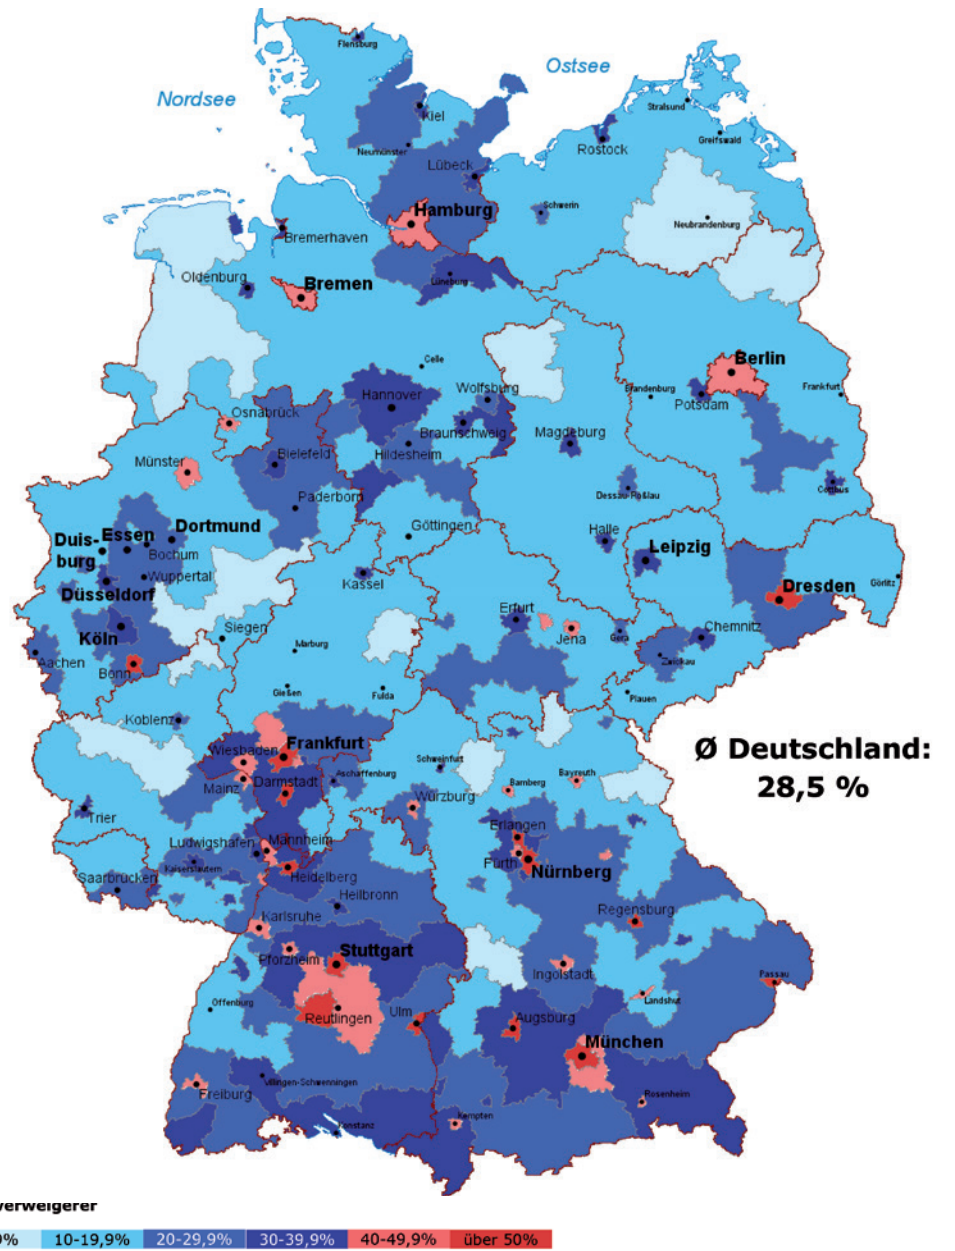 Flensburg
Ostsee
Nordsee
Stralsund
Kiel
Greifswald
Rostock
Neumünster
Lübeck
Schwerin
Hamburg
Neubrandenburg
Bremerhaven
Oldenburg
Lüneburg
Bremen
Celle
Berlin
Wolfsburg
Brandenburg
Frankfurt
Hannover
Potsdam
Osnabrück
Braunschweig
Magdeburg
Bielefeld
Hildesheim
Münster
Cottbus
Paderborn
Dessau-Roßlau
Göttingen
Dortmund
Halle
Duis-
burg
Essen
Bochum
Leipzig
Wuppertal
Kassel
Görlitz
Dresden
Düsseldorf
Erfurt
Köln
Siegen
Jena
Gera
Chemnitz
Marburg
Zwickau
Aachen
Bonn
Gießen
Fulda
Plauen
Koblenz
Frankfurt
Wiesbaden
Schweinfurt
Ø Deutschland:
28,5 %
Aschaffenburg
Bayreuth
Mainz
Darmstadt
Bamberg
Würzburg
Trier
Erlangen
Ludwigshafen
Mannheim
Fürth
Kaiserslautern
Nürnberg
Saarbrücken
Heidelberg
Heilbronn
Regensburg
Karlsruhe
Stuttgart
Pforzheim
Ingolstadt
Passau
Offenburg
Landshut
Reutlingen
Ulm
Augsburg
München
Villingen-Schwenningen
Freiburg
Rosenheim
Kempten
Konstanz
verweigerer
9% 10-19,9% 20-29,9% 30-39,9% 40-49,9% über 50%